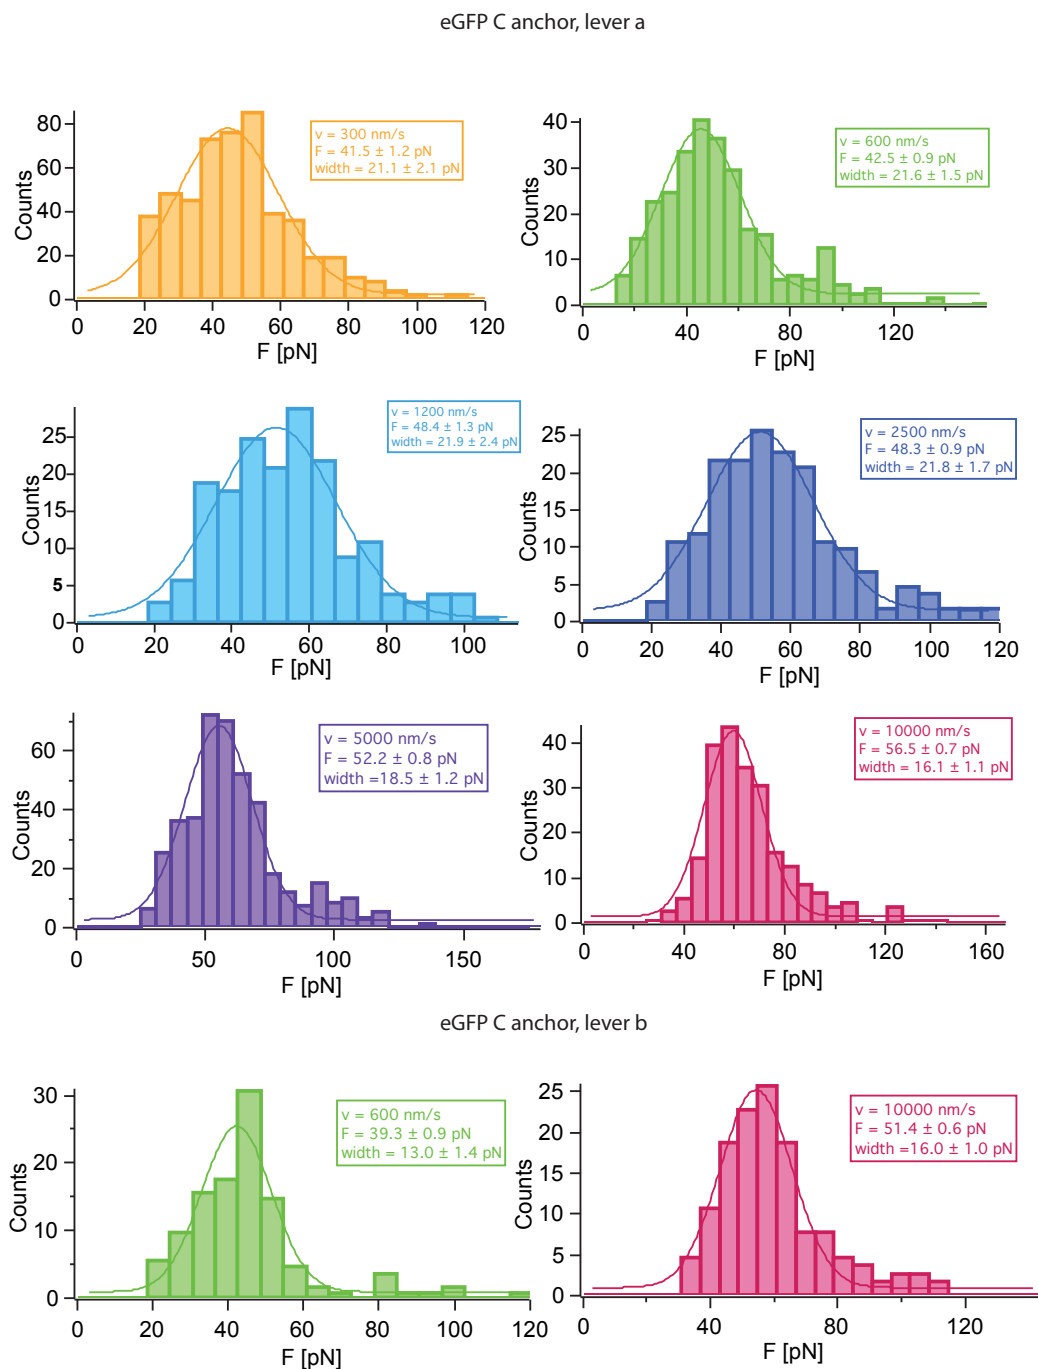 eGFP C anchor, lever a
80
60
40
20
0
Counts
0 20 40 60 80 100 120
F [pN]
v = 300 nm/s
F = 41.5 ± 1.2 pN
width = 21.1 ± 2.1 pN
40
30
20
10
0
Counts
0 40 80 120
F [pN]
v = 600 nm/s
F = 42.5 ± 0.9 pN
width = 21.6 ± 1.5 pN
25
20
15
10
5
0
Counts
0 20 40 60 80 100
F [pN]
v = 1200 nm/s
F = 48.4 ± 1.3 pN
width = 21.9 ± 2.4 pN
25
20
15
10
5
0
Counts
0 20 40 60 80 100 120
F [pN]
v = 2500 nm/s
F = 48.3 ± 0.9 pN
width = 21.8 ± 1.7 pN
60
40
20
0
Counts
0 50 100 150
F [pN]
v = 5000 nm/s
F = 52.2 ± 0.8 pN
width =18.5 ± 1.2 pN
40
30
20
10
0
Counts
0 40 80 120 160
F [pN]
v = 10000 nm/s
F = 56.5 ± 0.7 pN
width = 16.1 ± 1.1 pN
eGFP C anchor, lever b
30
20
10
0
Counts
0 20 40 60 80 100 120
F [pN]
v = 600 nm/s
F = 39.3 ± 0.9 pN
width = 13.0 ± 1.4 pN
25
20
15
10
5
0
Counts
0 40 80 120
F [pN]
v = 10000 nm/s
F = 51.4 ± 0.6 pN
width =16.0 ± 1.0 pN